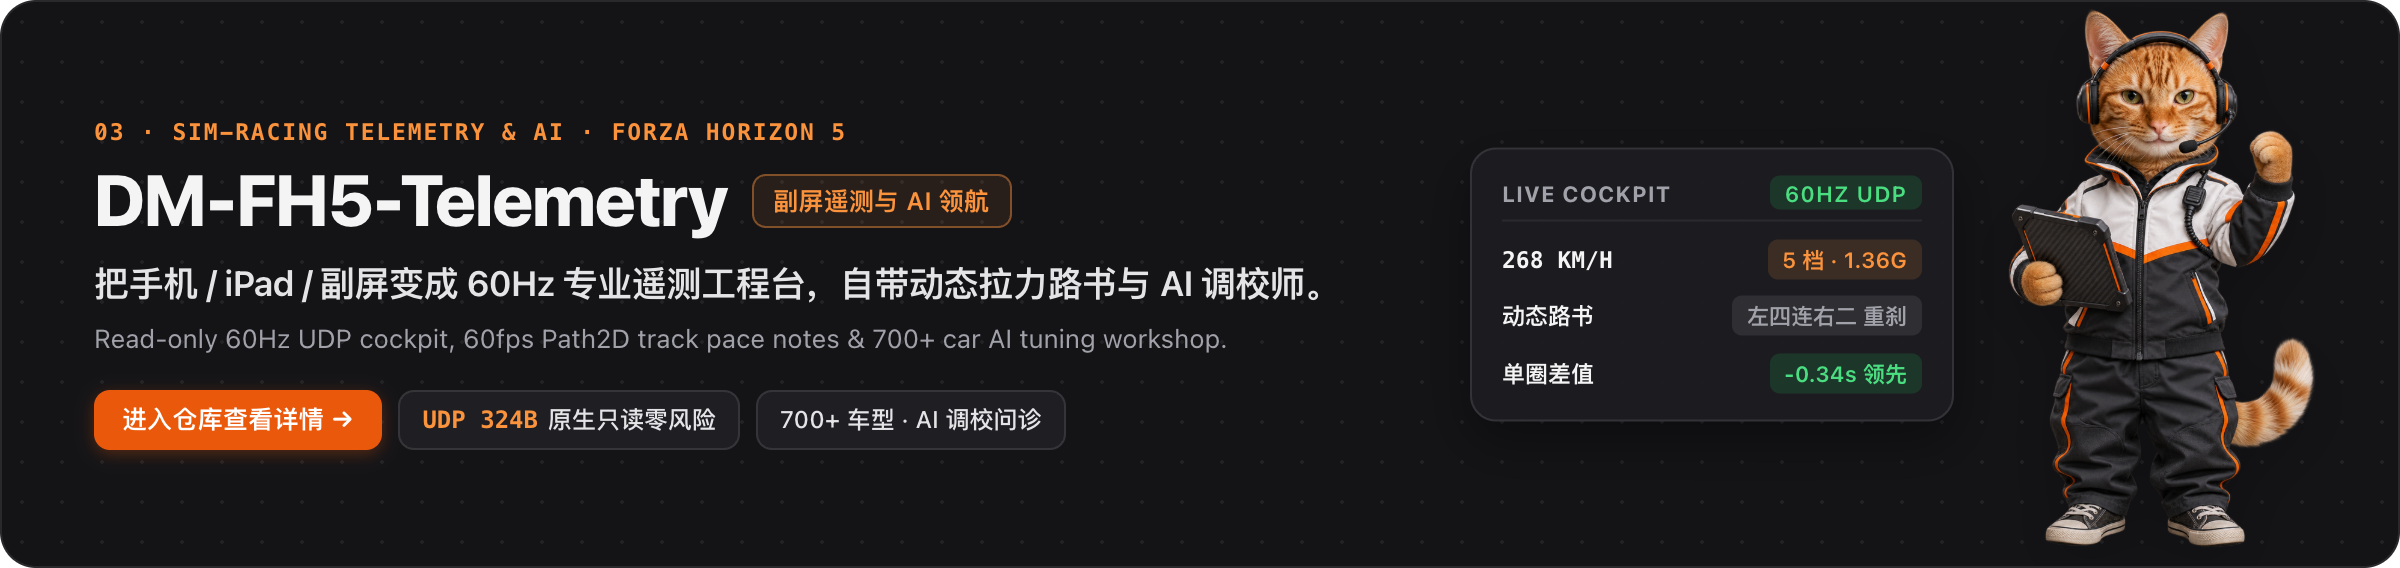 03 · SIM-RACING TELEMETRY & AI · FORZA HORIZON 5
DM-FH5-Telemetry 副屏遥测与 AI 领航
把手机 / iPad / 副屏变成 60Hz 专业遥测工程台，自带动态拉力路书与 AI 调校师。
Read-only 60Hz UDP cockpit, 60fps Path2D track pace notes & 700+ car AI tuning workshop.
进入仓库查看详情 → UDP 324B 原生只读零风险 700+ 车型 · AI 调校问诊
LIVE COCKPIT 60HZ UDP
268 KM/H 5 档 · 1.36G
动态路书 左四连右二 重刹
单圈差值 -0.34s 领先